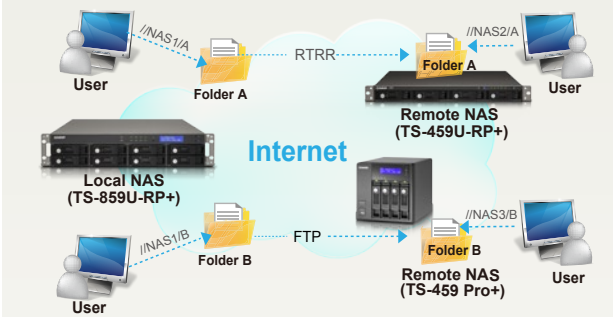 //NAS1/A
User
Folder A
RTRR
Folder A
//NAS2/A
User
Remote NAS
(TS-459U-RP+)
Local NAS
(TS-859U-RP+)
Internet
//NAS1/B
User
Folder B
FTP
Folder B
//NAS3/B
User
Remote NAS
(TS-459 Pro+)